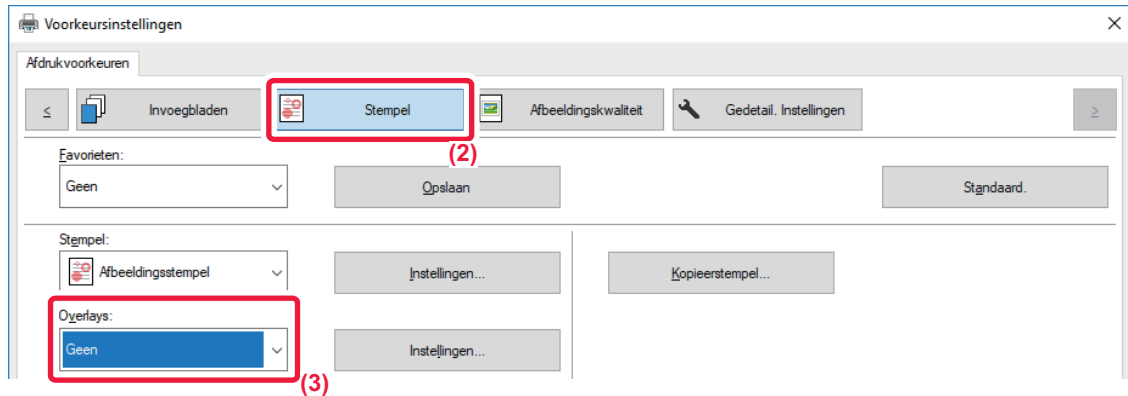 Voorkeursinstellingen
Afdrukvoorkeuren
< Invoegbladen Stempel Afbeeldingskwaliteit Gedetail. Instellingen >
(2)
Favorieten:
Geen Opslaan Standaard.
Stempel:
Afbeeldingsstempel Instellingen... Kopieerstempel...
Overlays:
Geen Instellingen...
(3)